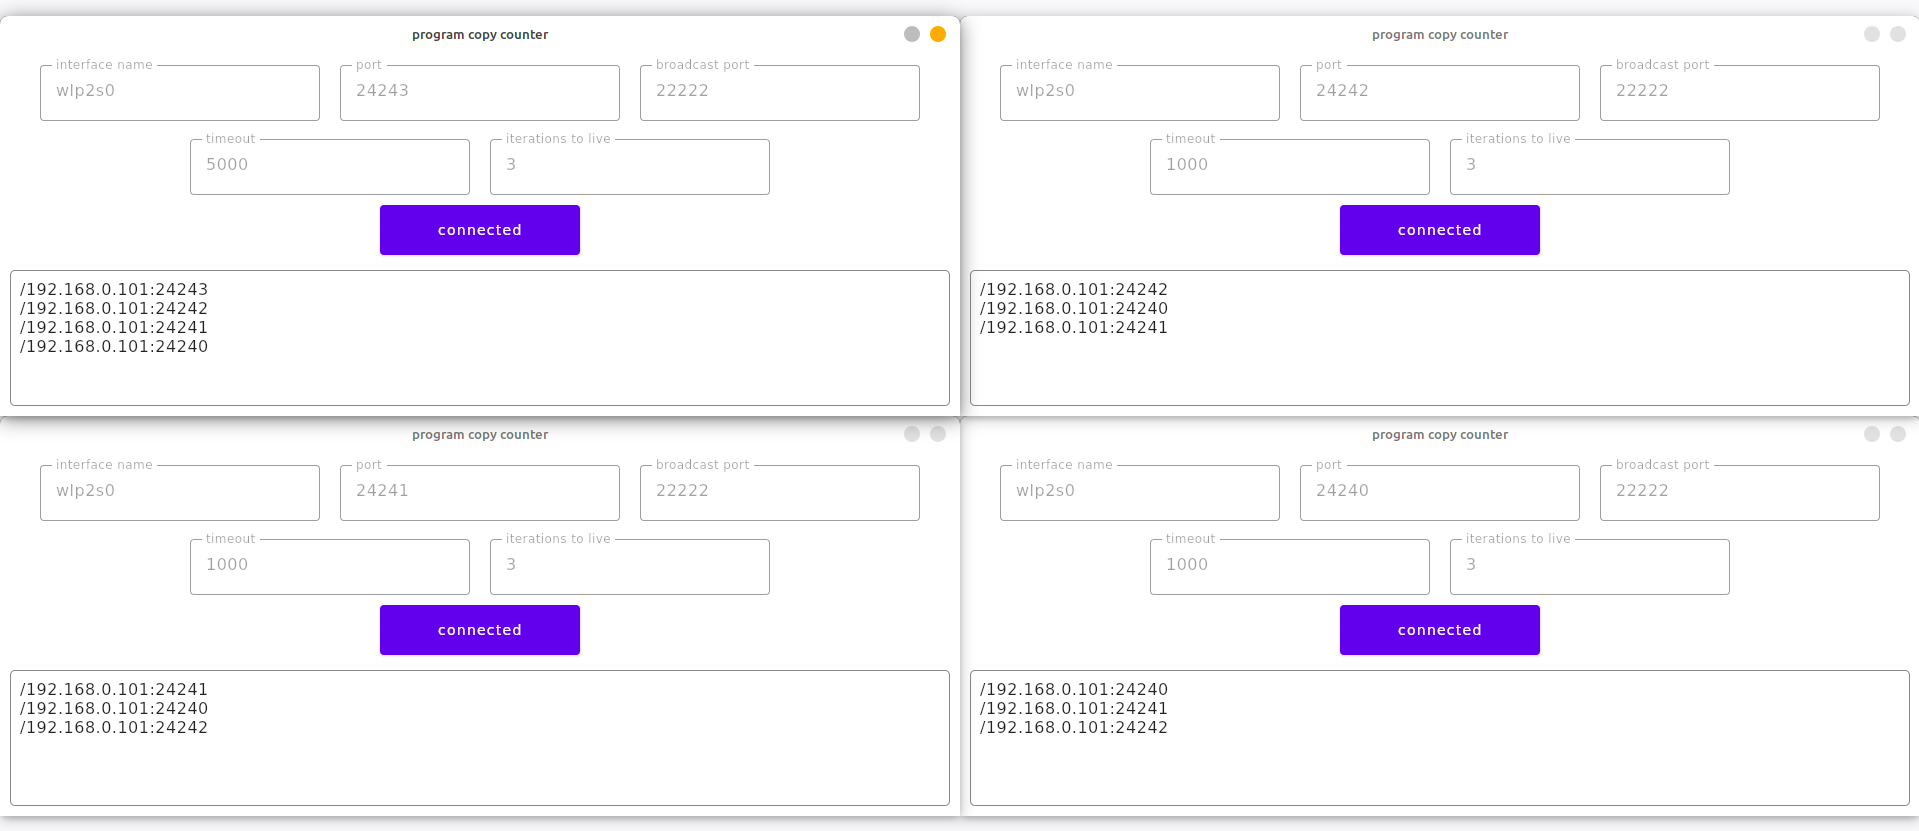 program copy counter
interface name
port
broadcast port
wlp2s0
24243
22222
timeout
iterations to live
5000
3
connected
/192.168.0.101:24243
/192.168.0.101:24242
/192.168.0.101:24241
/192.168.0.101:24240
program copy counter
interface name
port
broadcast port
wlp2s0
24242
22222
timeout
iterations to live
1000
3
connected
/192.168.0.101:24242
/192.168.0.101:24240
/192.168.0.101:24241
program copy counter
interface name
port
broadcast port
wlp2s0
24241
22222
timeout
iterations to live
1000
3
connected
/192.168.0.101:24241
/192.168.0.101:24240
/192.168.0.101:24242
program copy counter
interface name
port
broadcast port
wlp2s0
24240
22222
timeout
iterations to live
1000
3
connected
/192.168.0.101:24240
/192.168.0.101:24241
/192.168.0.101:24242